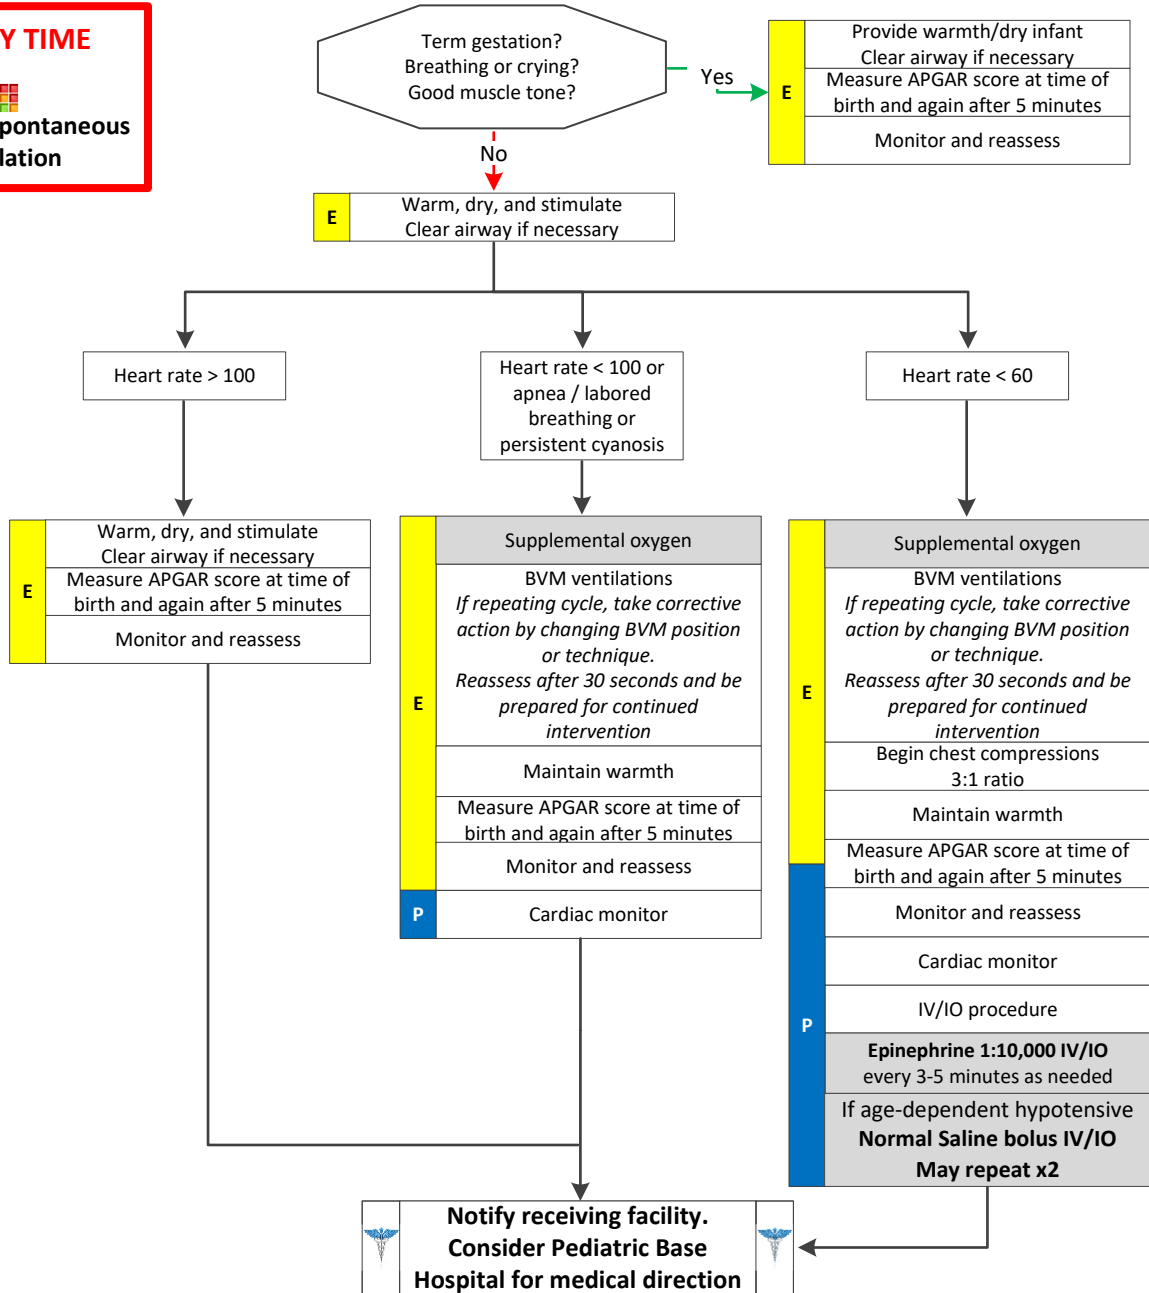 Y TIME
pontaneous
lation
Term gestation?
Breathing or crying?
Good muscle tone?
Yes
No
E
Provide warmth/dry infant
Clear airway if necessary
Measure APGAR score at time of
birth and again after 5 minutes
Monitor and reassess
E
Warm, dry, and stimulate
Clear airway if necessary
Heart rate > 100
Heart rate < 100 or
apnea / labored
breathing or
persistent cyanosis
Heart rate < 60
E
Warm, dry, and stimulate
Clear airway if necessary
Measure APGAR score at time of
birth and again after 5 minutes
Monitor and reassess
E
Supplemental oxygen
BVM ventilations
If repeating cycle, take corrective
action by changing BVM position
or technique.
Reassess after 30 seconds and be
prepared for continued
intervention
Maintain warmth
Measure APGAR score at time of
birth and again after 5 minutes
Monitor and reassess
P
Cardiac monitor
E
Supplemental oxygen
BVM ventilations
If repeating cycle, take corrective
action by changing BVM position
or technique.
Reassess after 30 seconds and be
prepared for continued
intervention
Begin chest compressions
3:1 ratio
Maintain warmth
Measure APGAR score at time of
birth and again after 5 minutes
Monitor and reassess
Cardiac monitor
P
IV/IO procedure
Epinephrine 1:10,000 IV/IO
every 3-5 minutes as needed
If age-dependent hypotensive
Normal Saline bolus IV/IO
May repeat x2
Notify receiving facility.
Consider Pediatric Base
Hospital for medical direction